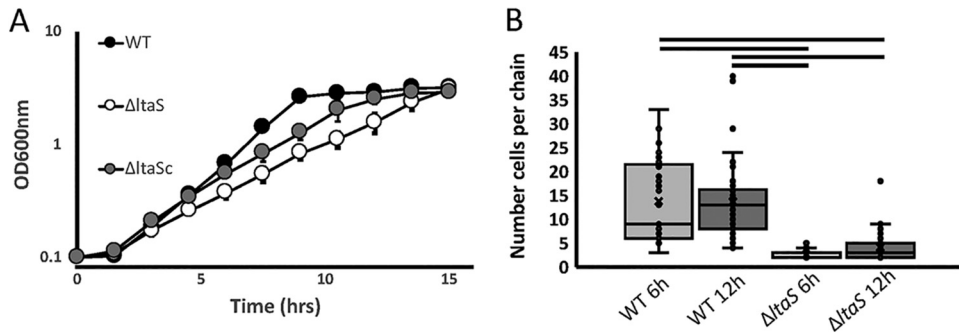 A
10
1
0.1
OD600nm
WT
ΔltaS
ΔltaSc
0
5
10
15
Time (hrs)
B
45
40
35
30
25
20
15
10
5
0
Number cells per chain
WT 6h
WT 12h
ΔltaS 6h
ΔltaS 12h